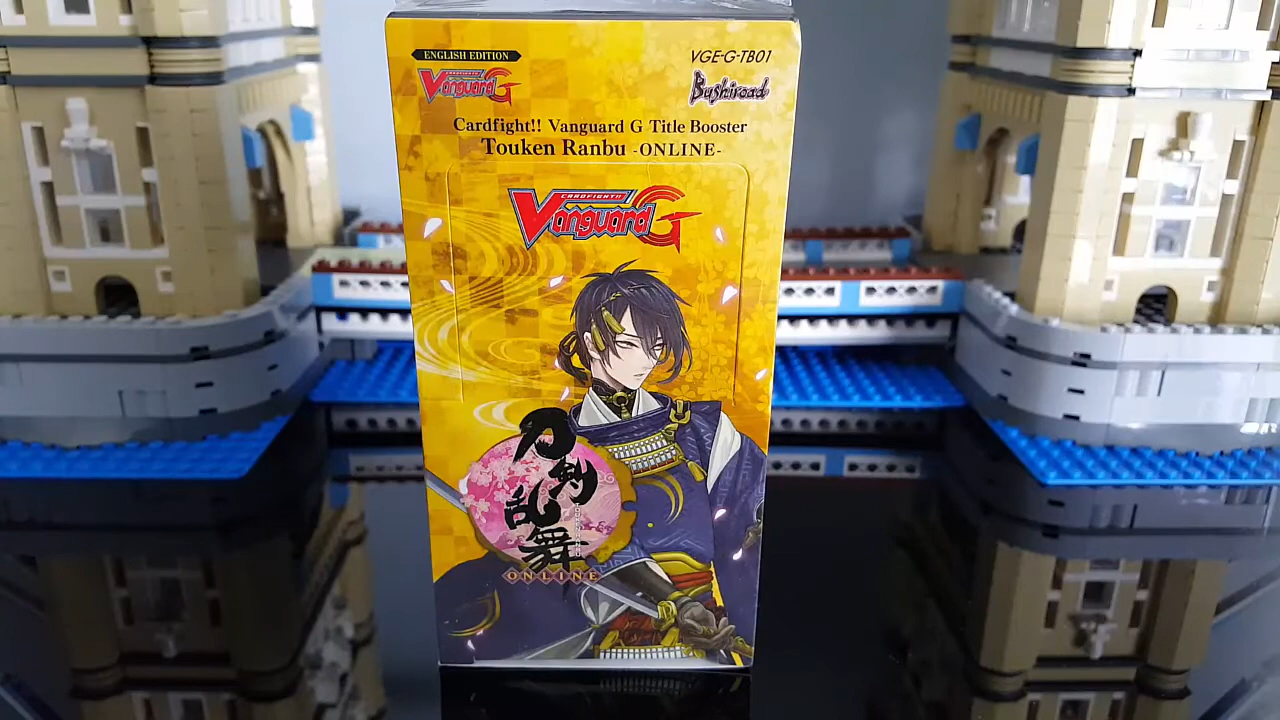 ENGLISH EDITION
VGE-G-TB01
CARDFIGHT!!
Vanguard G
Bushiroad
Cardfight!! Vanguard G Title Booster
Touken Ranbu -ONLINE-
CARDFIGHT!!
Vanguard G
刀剣乱舞
ONLINE